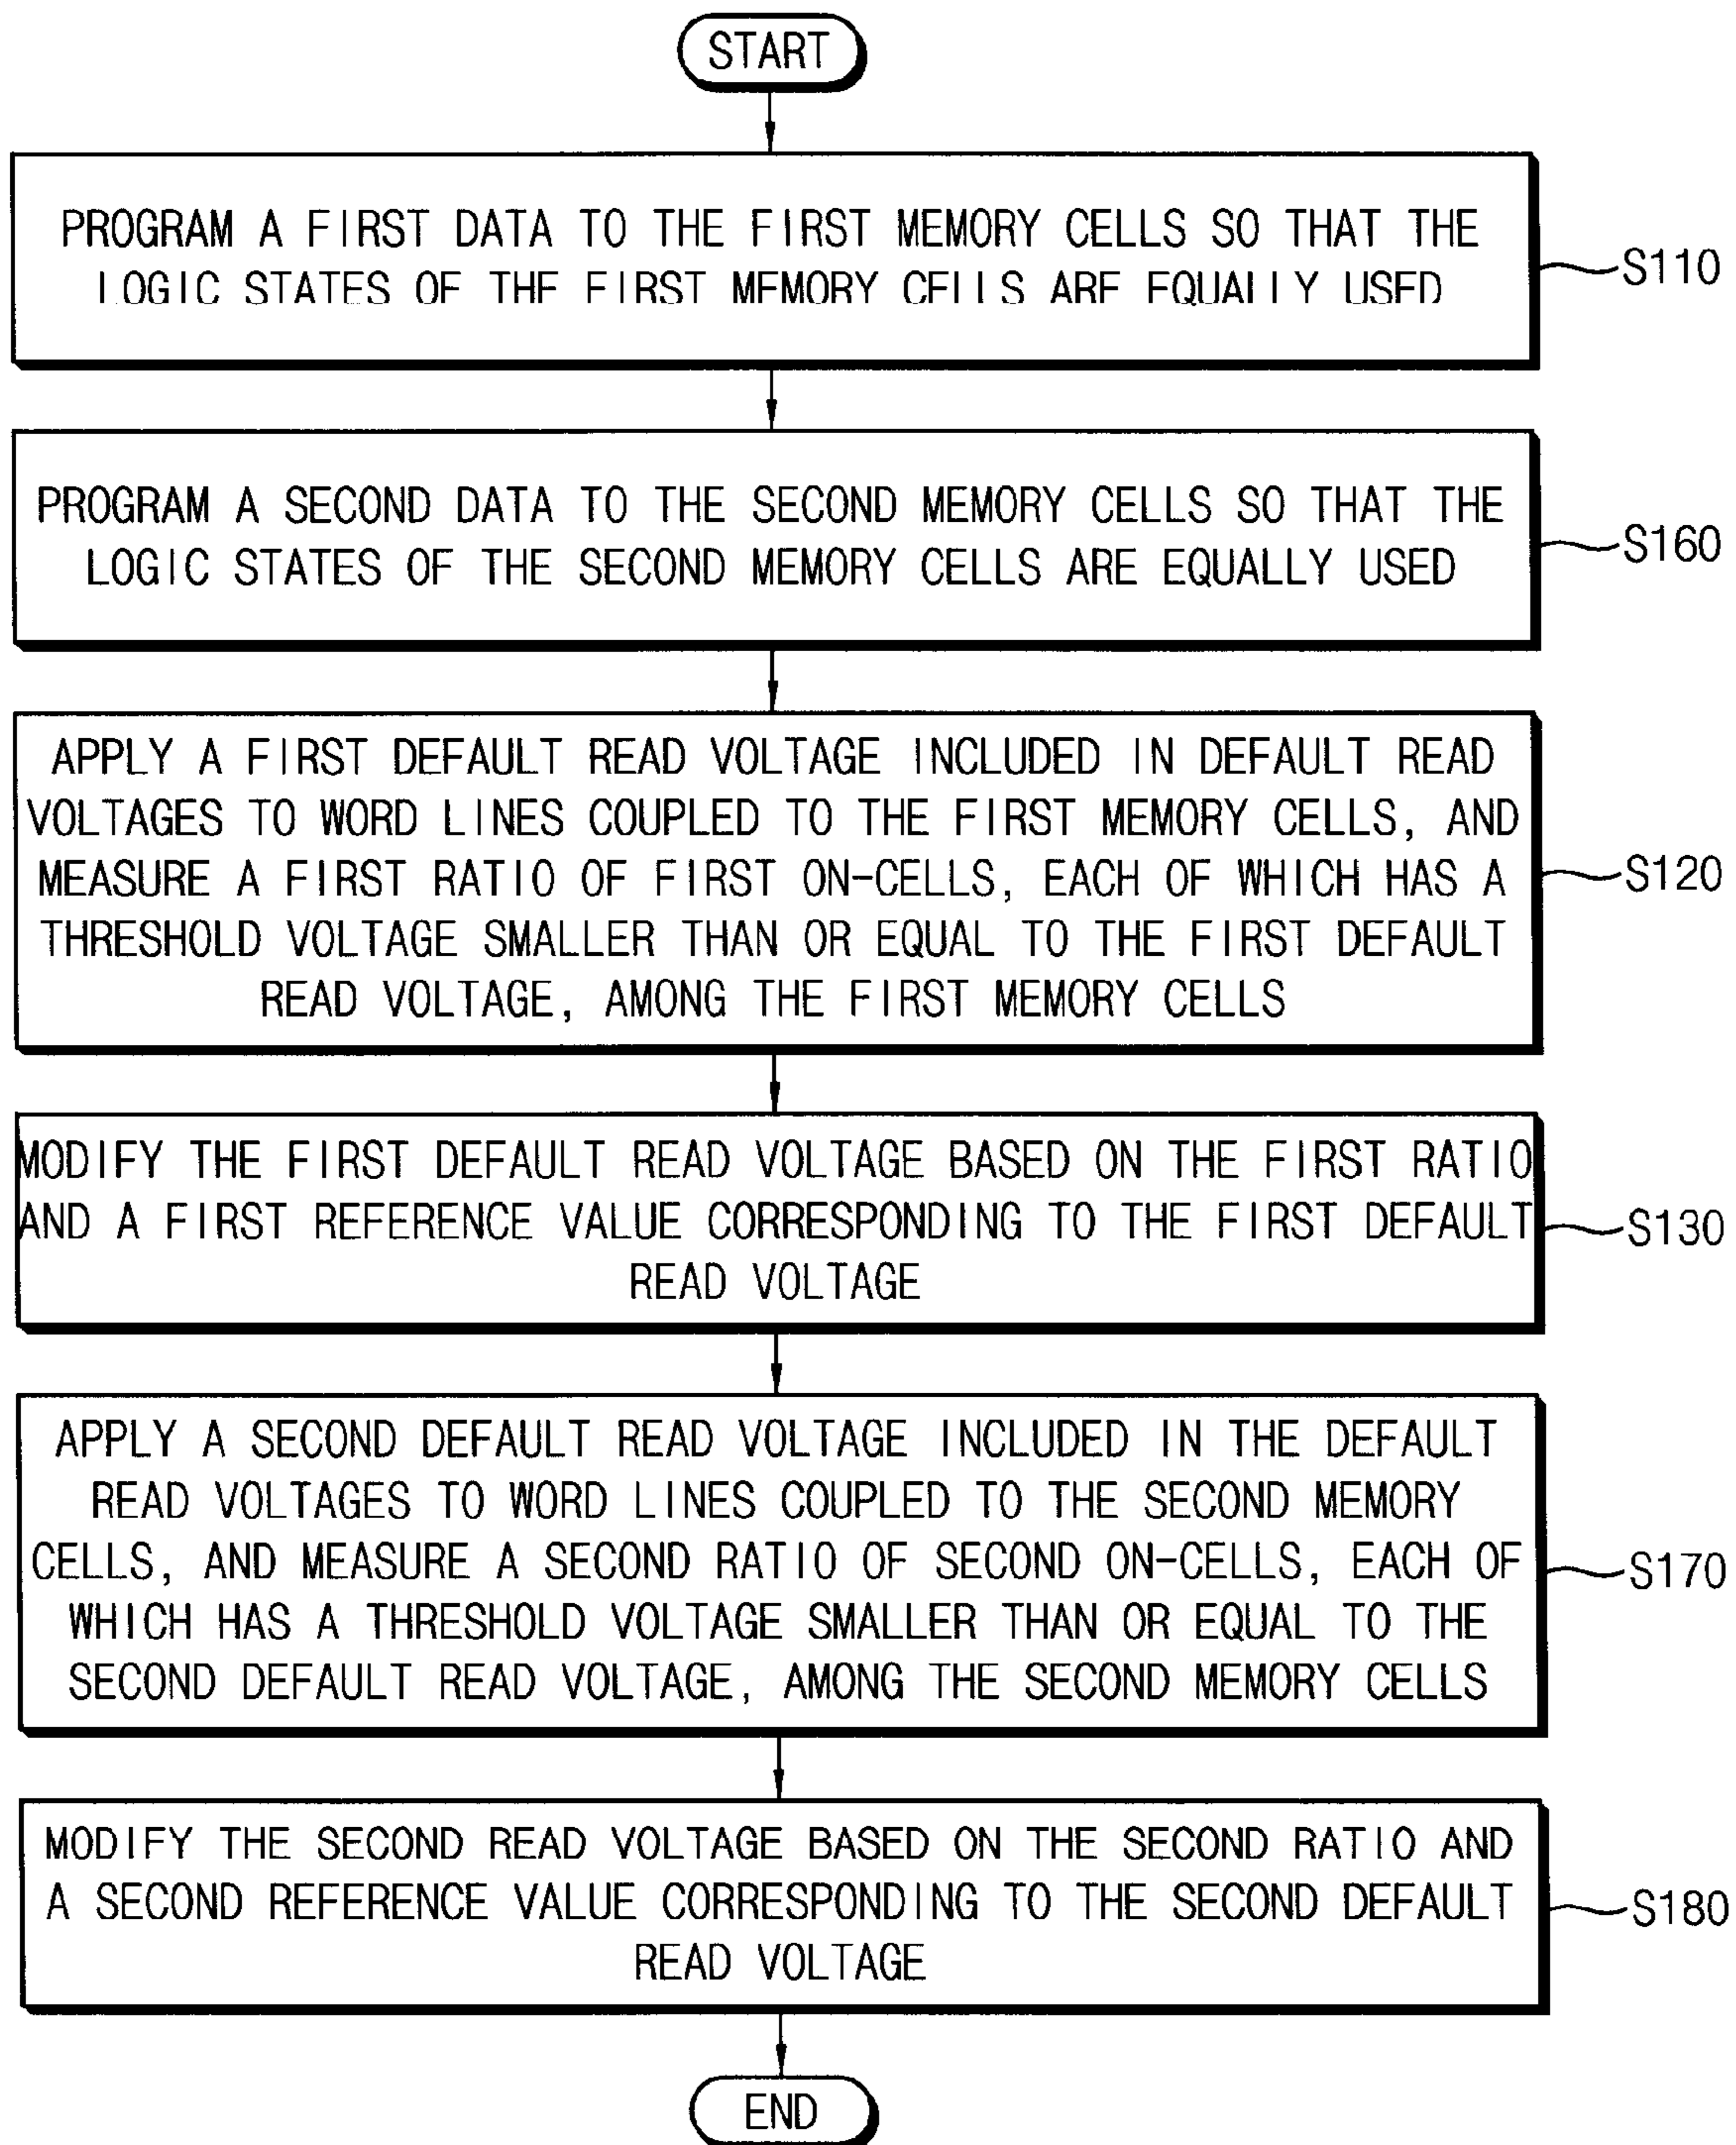 START
PROGRAM A FIRST DATA TO THE FIRST MEMORY CELLS SO THAT THE
LOGIC STATES OF THE FIRST MEMORY CELLS ARE EQUALLY USED
S110
PROGRAM A SECOND DATA TO THE SECOND MEMORY CELLS SO THAT THE
LOGIC STATES OF THE SECOND MEMORY CELLS ARE EQUALLY USED
S160
APPLY A FIRST DEFAULT READ VOLTAGE INCLUDED IN DEFAULT READ
VOLTAGES TO WORD LINES COUPLED TO THE FIRST MEMORY CELLS, AND
MEASURE A FIRST RATIO OF FIRST ON-CELLS, EACH OF WHICH HAS A
THRESHOLD VOLTAGE SMALLER THAN OR EQUAL TO THE FIRST DEFAULT
READ VOLTAGE, AMONG THE FIRST MEMORY CELLS
S120
MODIFY THE FIRST DEFAULT READ VOLTAGE BASED ON THE FIRST RATIO
AND A FIRST REFERENCE VALUE CORRESPONDING TO THE FIRST DEFAULT
READ VOLTAGE
S130
APPLY A SECOND DEFAULT READ VOLTAGE INCLUDED IN THE DEFAULT
READ VOLTAGES TO WORD LINES COUPLED TO THE SECOND MEMORY
CELLS, AND MEASURE A SECOND RATIO OF SECOND ON-CELLS, EACH OF
WHICH HAS A THRESHOLD VOLTAGE SMALLER THAN OR EQUAL TO THE
SECOND DEFAULT READ VOLTAGE, AMONG THE SECOND MEMORY CELLS
S170
MODIFY THE SECOND READ VOLTAGE BASED ON THE SECOND RATIO AND
A SECOND REFERENCE VALUE CORRESPONDING TO THE SECOND DEFAULT
READ VOLTAGE
S180
END